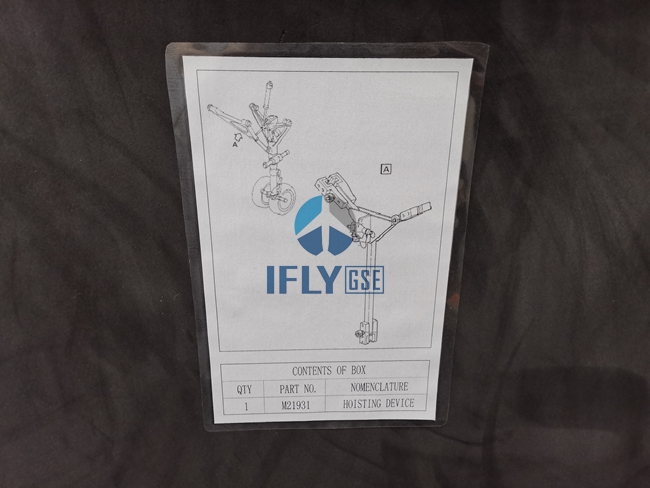 A
A
IFLY GSE
CONTENTS OF BOX
QTY PART NO. NOMENCLATURE
1 M21931 HOISTING DEVICE